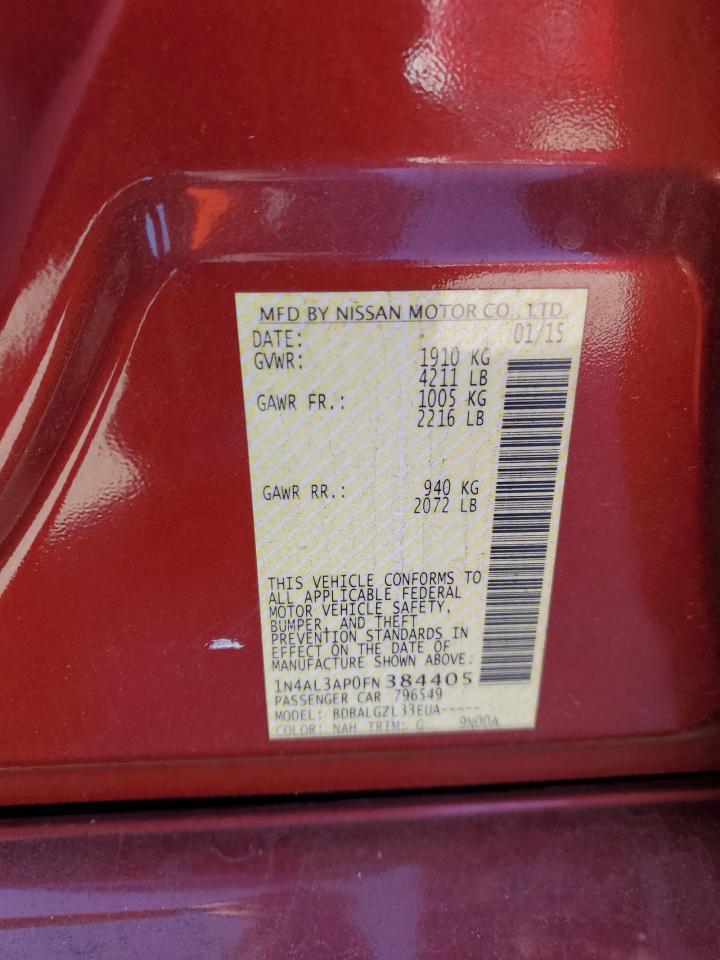 MFD BY NISSAN MOTOR CO., LTD.
DATE: 01/15
GVWR: 1910 KG
4211 LB
GAWR FR.: 1005 KG
2216 LB
GAWR RR.: 940 KG
2072 LB
THIS VEHICLE CONFORMS TO
ALL APPLICABLE FEDERAL
MOTOR VEHICLE SAFETY,
BUMPER, AND THEFT
PREVENTION STANDARDS IN
EFFECT ON THE DATE OF
MANUFACTURE SHOWN ABOVE:
1N4AL3AP0FN384405
PASSENGER CAR 796549
MODEL: BDBALGZL33EUA-----
COLOR: NAH TRIM: G 9N00A